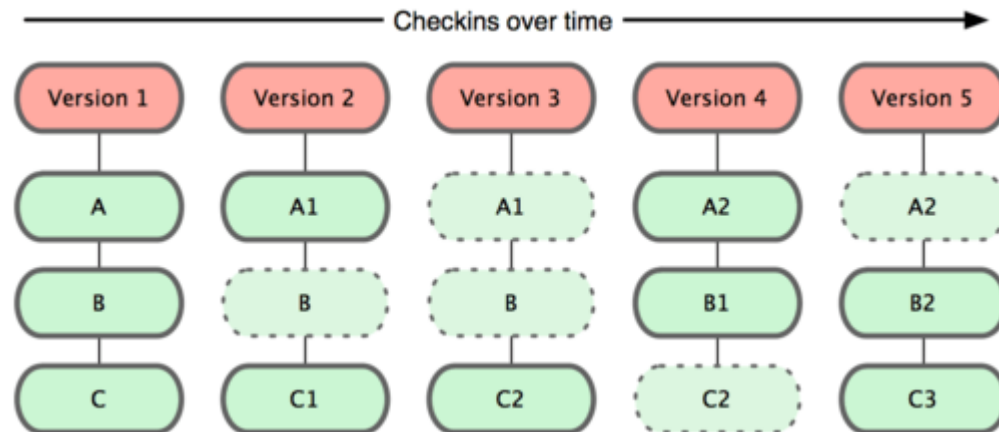 Checkins over time
Version 1 Version 2 Version 3 Version 4 Version 5
A A1 A1 A2 A2
B B B B1 B2
C C1 C2 C2 C3